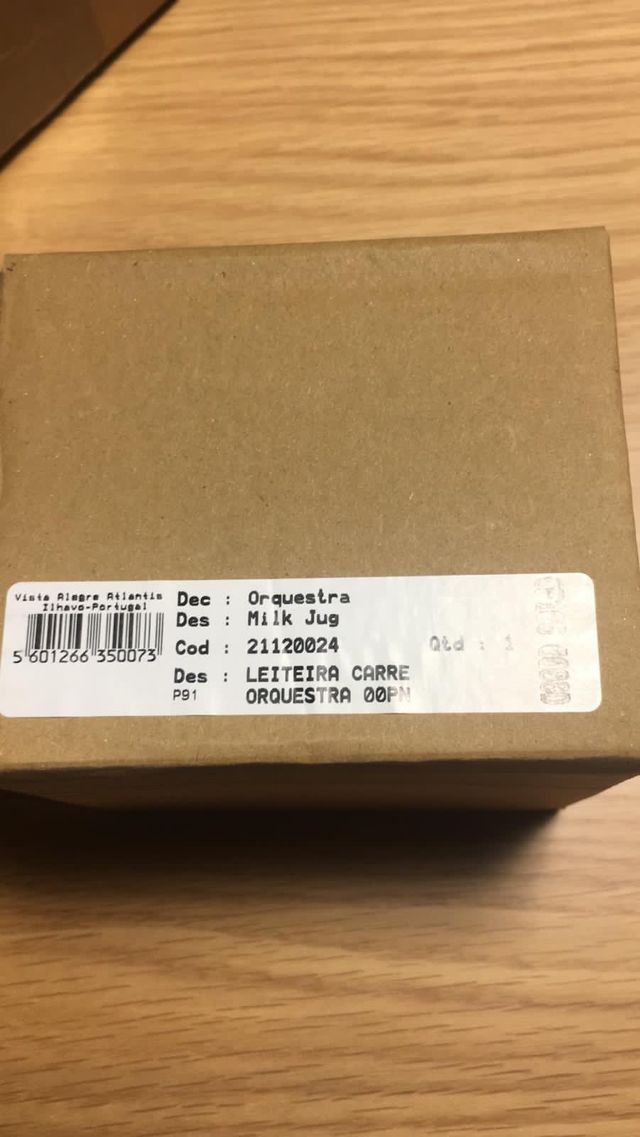 Vista Alegre Atlantis
Ilhavo-Portugal
5 601266 350073
Dec : Orquestra
Des : Milk Jug
Cod : 21120024 Qtd : 1
Des : LEITEIRA CARRE
P91 ORQUESTRA 00PN